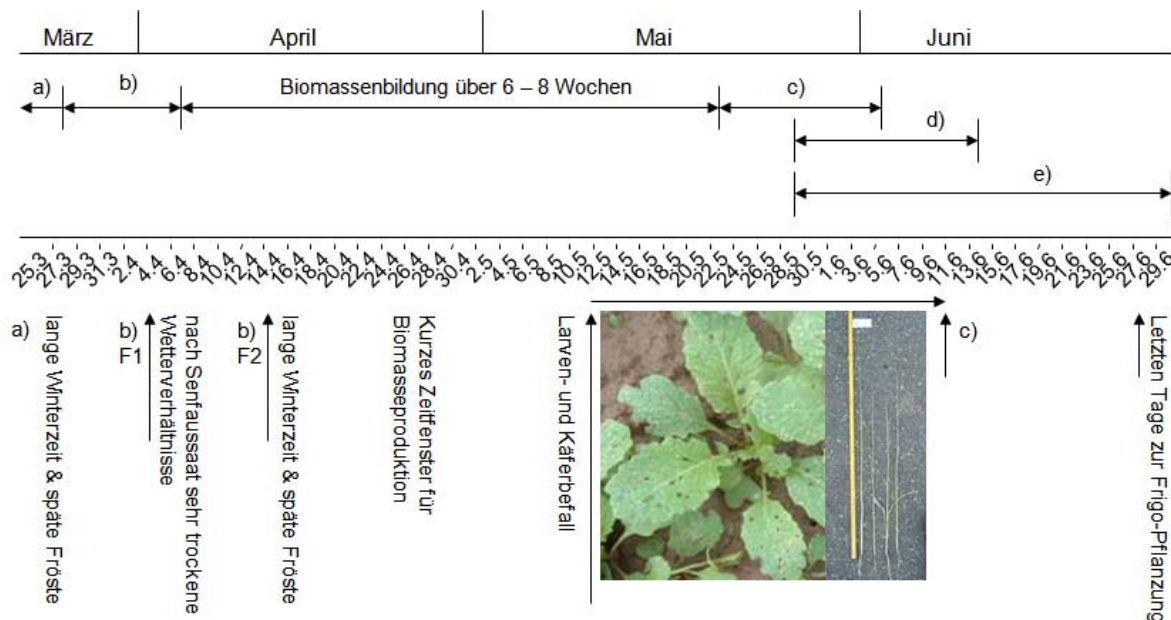 März April Mai Juni
a) b) Biomassenbildung über 6 – 8 Wochen c)
d)
e)
25.3 27.3 29.3 31.3 2.4 4.4 6.4 8.4 10.4 12.4 14.4 16.4 18.4 20.4 22.4 24.4 26.4 28.4 30.4 2.5 4.5 6.5 8.5 10.5 12.5 14.5 16.5 18.5 20.5 22.5 24.5 26.5 28.5 30.5 1.6 3.6 5.6 7.6 9.6 11.6 13.6 15.6 17.6 19.6 21.6 23.6 25.6 27.6 29.6
a)
lange Winterzeit & späte Fröste
b)
F1
nach Senfaussaat sehr trockene
Wetterverhältnisse
b)
F2
lange Winterzeit & späte Fröste
Kurzes Zeitfenster für
Biomasseproduktion
Larven- und Käferbefall
c)
Letzten Tage zur Frigo-Pflanzung